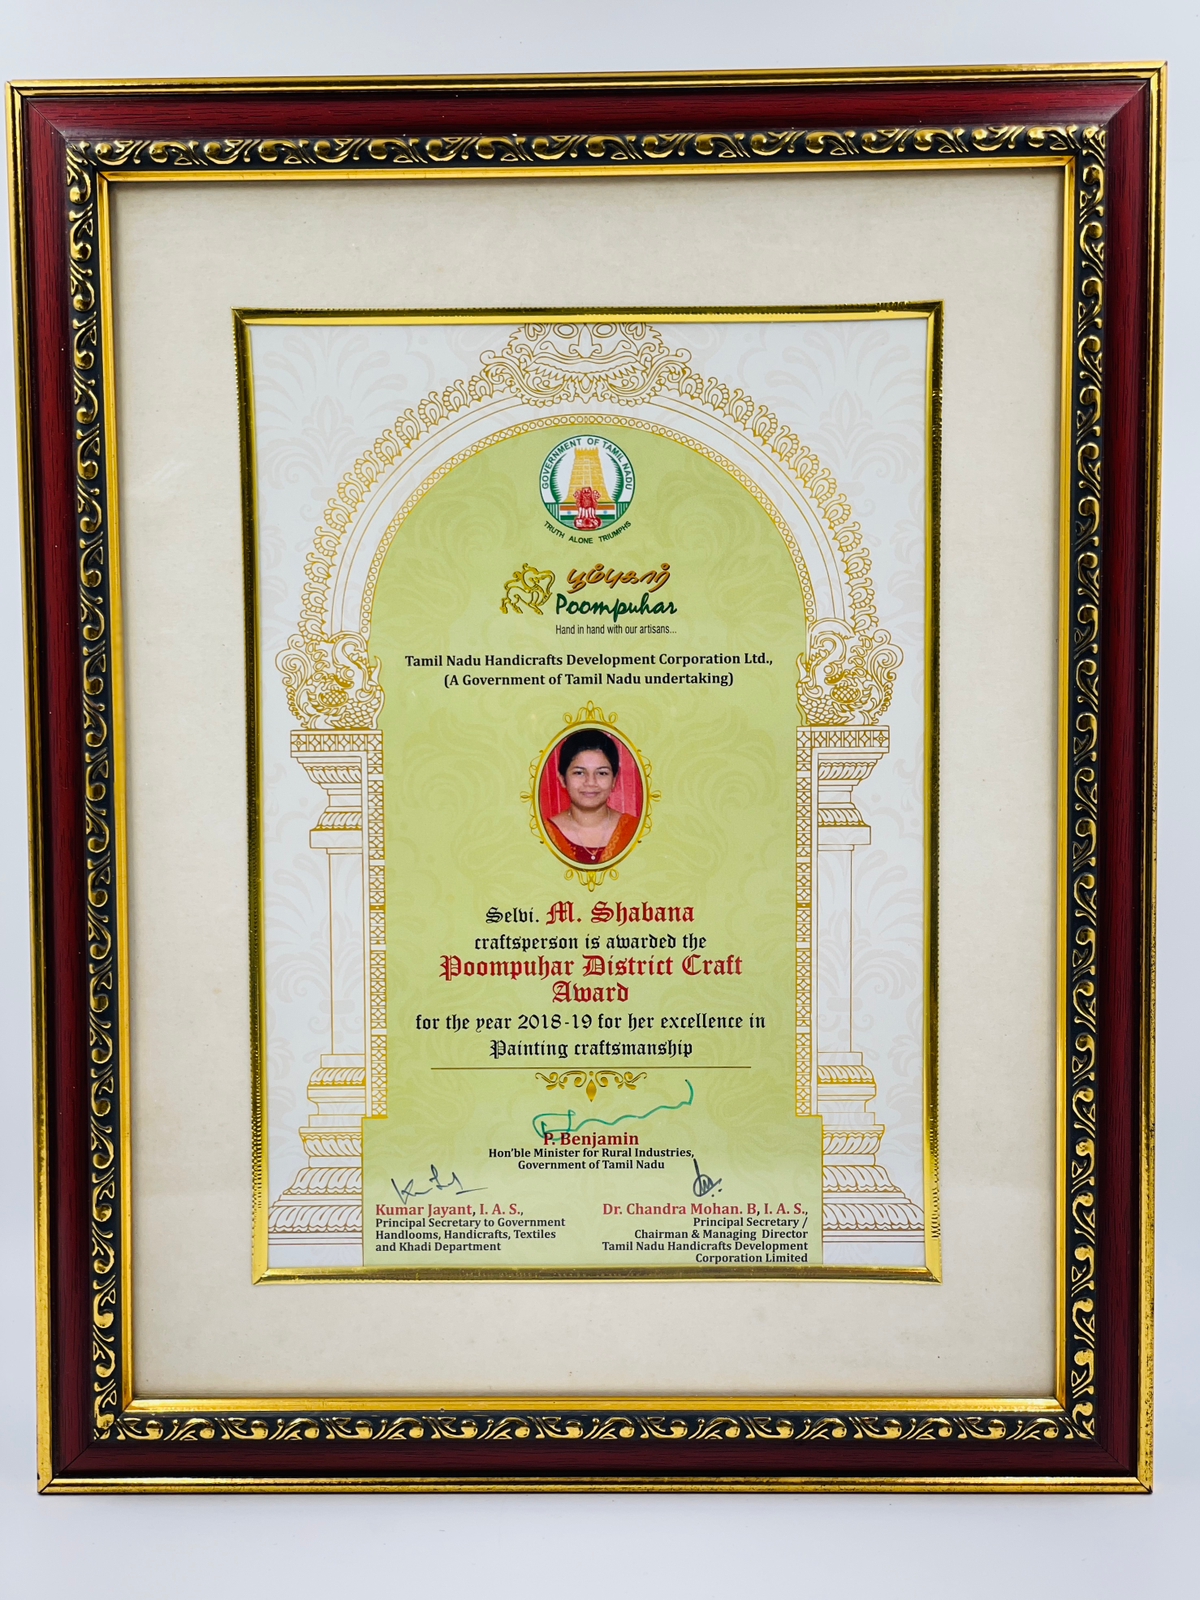 GOVERNMENT OF TAMIL NADU
TRUTH ALONE TRIUMPHS
பூம்புகார்
Poompuhar
Hand in hand with our artisans...
Tamil Nadu Handicrafts Development Corporation Ltd.,
(A Government of Tamil Nadu undertaking)
Selvi. M. Shabana
craftsperson is awarded the
Poompuhar District Craft
Award
for the year 2018-19 for her excellence in
Painting craftsmanship
P. Benjamin
Hon'ble Minister for Rural Industries,
Government of Tamil Nadu
Kumar Jayant, I. A. S.,
Principal Secretary to Government
Handlooms, Handicrafts, Textiles
and Khadi Department
Dr. Chandra Mohan. B, I. A. S.,
Principal Secretary /
Chairman & Managing Director
Tamil Nadu Handicrafts Development
Corporation Limited